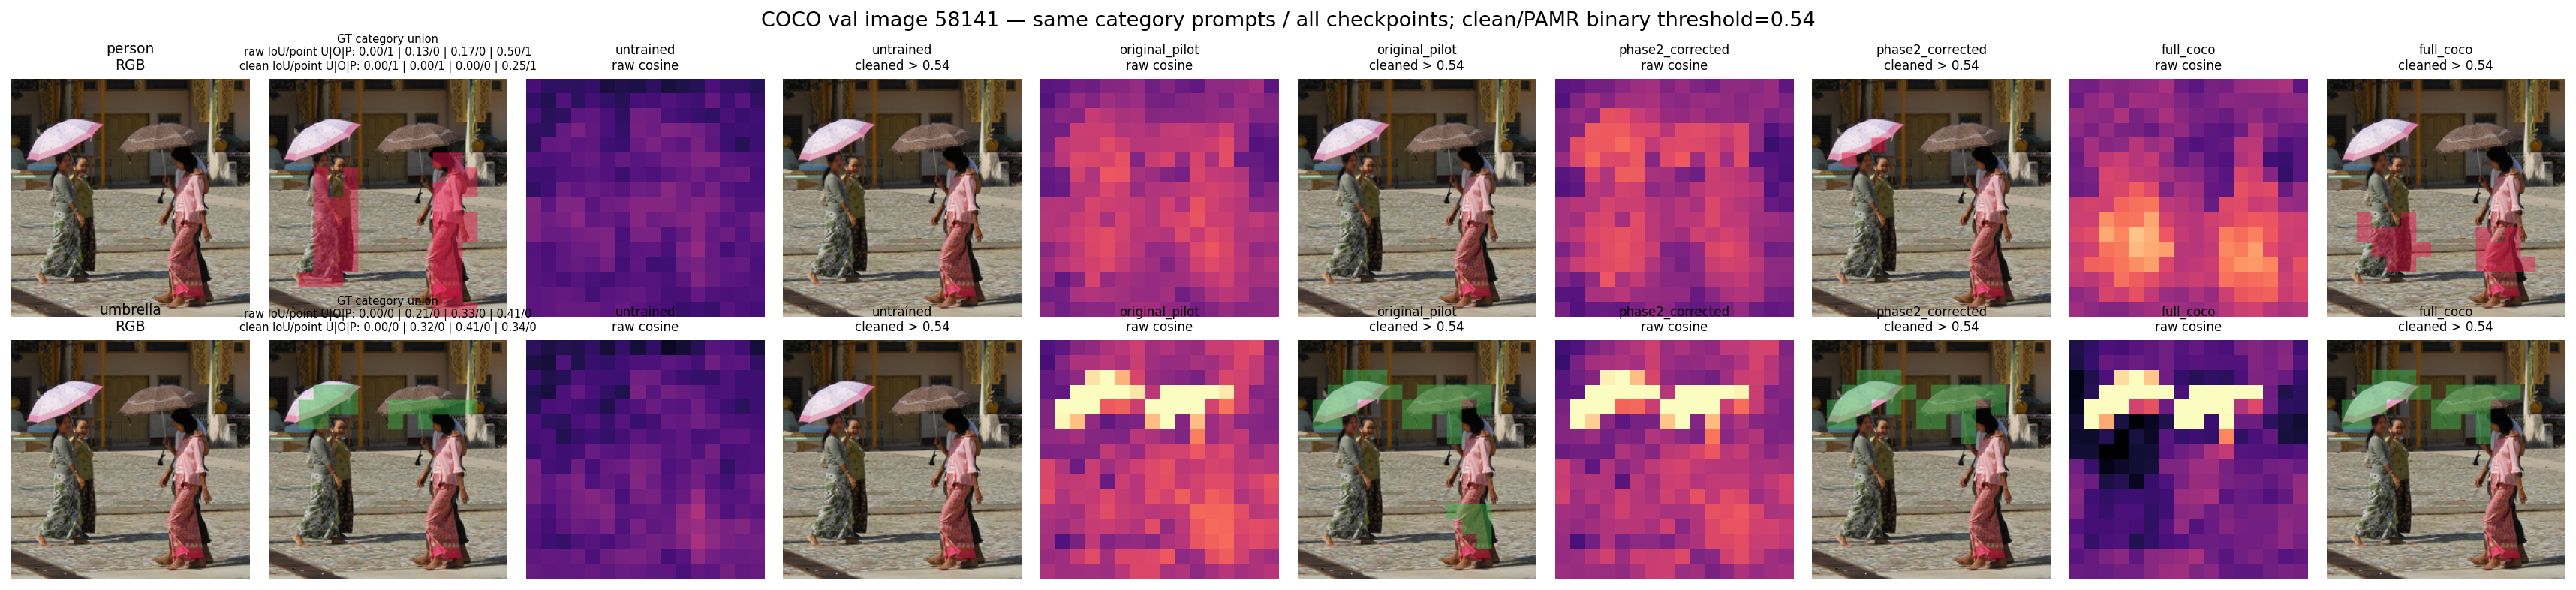 COCO val image 58141 — same category prompts / all checkpoints; clean/PAMR binary threshold=0.54
person
RGB
GT category union
raw IoU/point U|O|P: 0.00/1 | 0.13/0 | 0.17/0 | 0.50/1
clean IoU/point U|O|P: 0.00/1 | 0.00/1 | 0.00/0 | 0.25/1
untrained
raw cosine
untrained
cleaned > 0.54
original_pilot
raw cosine
original_pilot
cleaned > 0.54
phase2_corrected
raw cosine
phase2_corrected
cleaned > 0.54
full_coco
raw cosine
full_coco
cleaned > 0.54
umbrella
RGB
GT category union
raw IoU/point U|O|P: 0.00/0 | 0.21/0 | 0.33/0 | 0.41/0
clean IoU/point U|O|P: 0.00/0 | 0.32/0 | 0.41/0 | 0.34/0
untrained
raw cosine
untrained
cleaned > 0.54
original_pilot
raw cosine
original_pilot
cleaned > 0.54
phase2_corrected
raw cosine
phase2_corrected
cleaned > 0.54
full_coco
raw cosine
full_coco
cleaned > 0.54